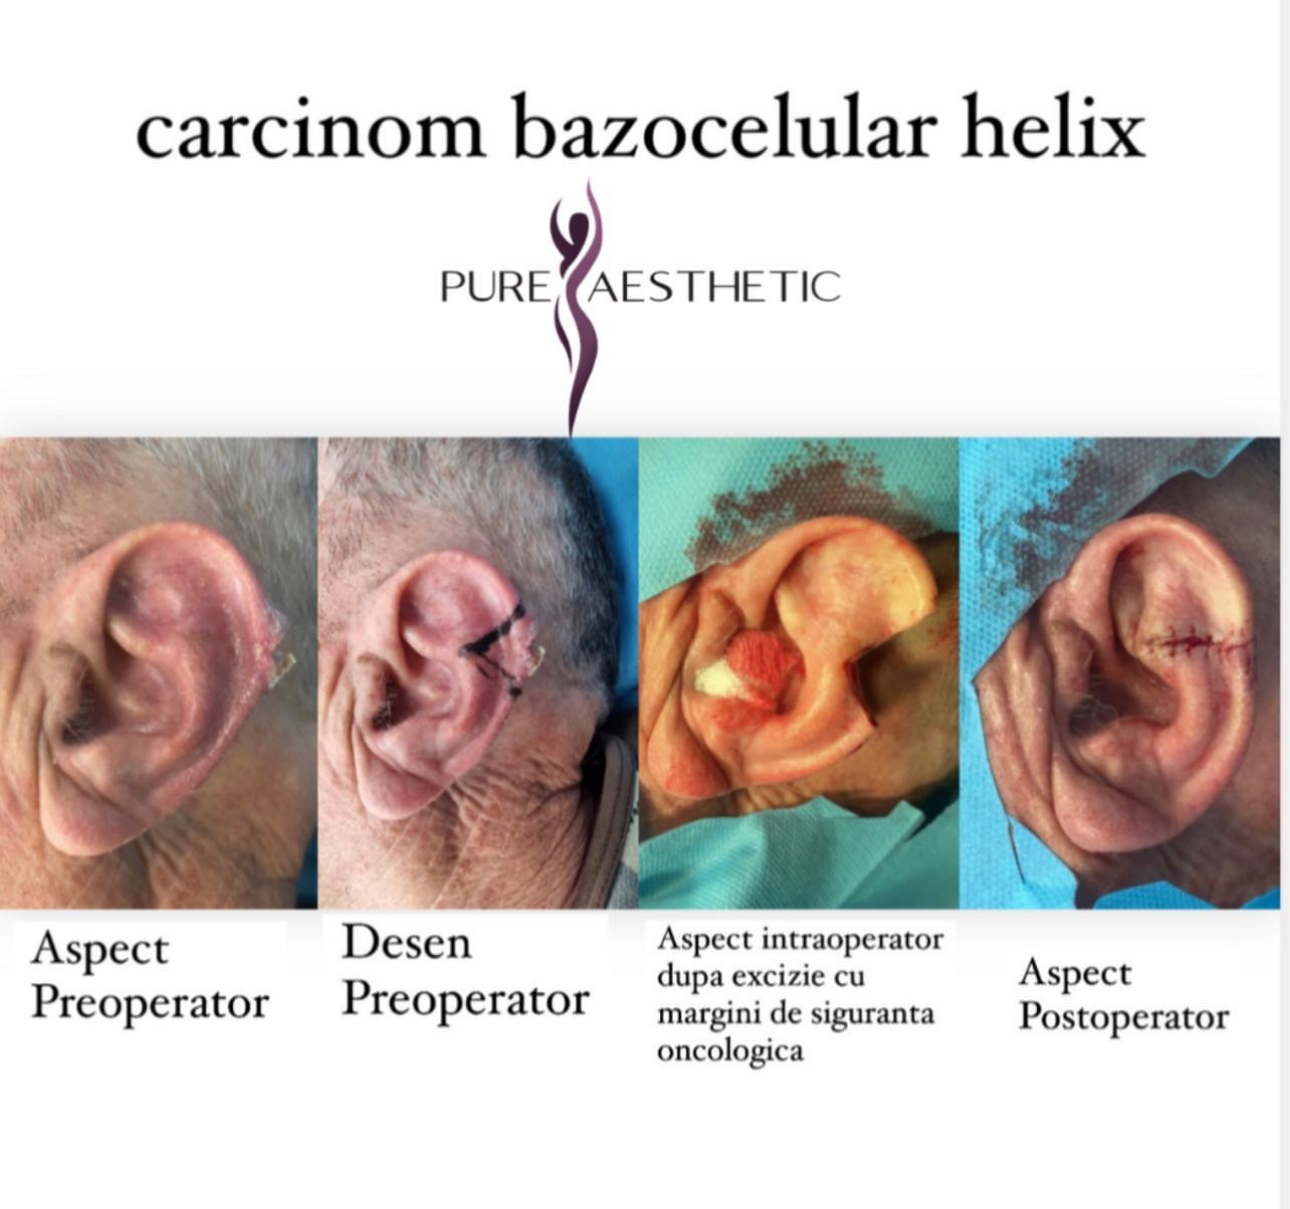 carcinom bazocelular helix
PURE AESTHETIC
Aspect
Preoperator
Desen
Preoperator
Aspect intraoperator
dupa excizie cu
margini de siguranta
oncologica
Aspect
Postoperator